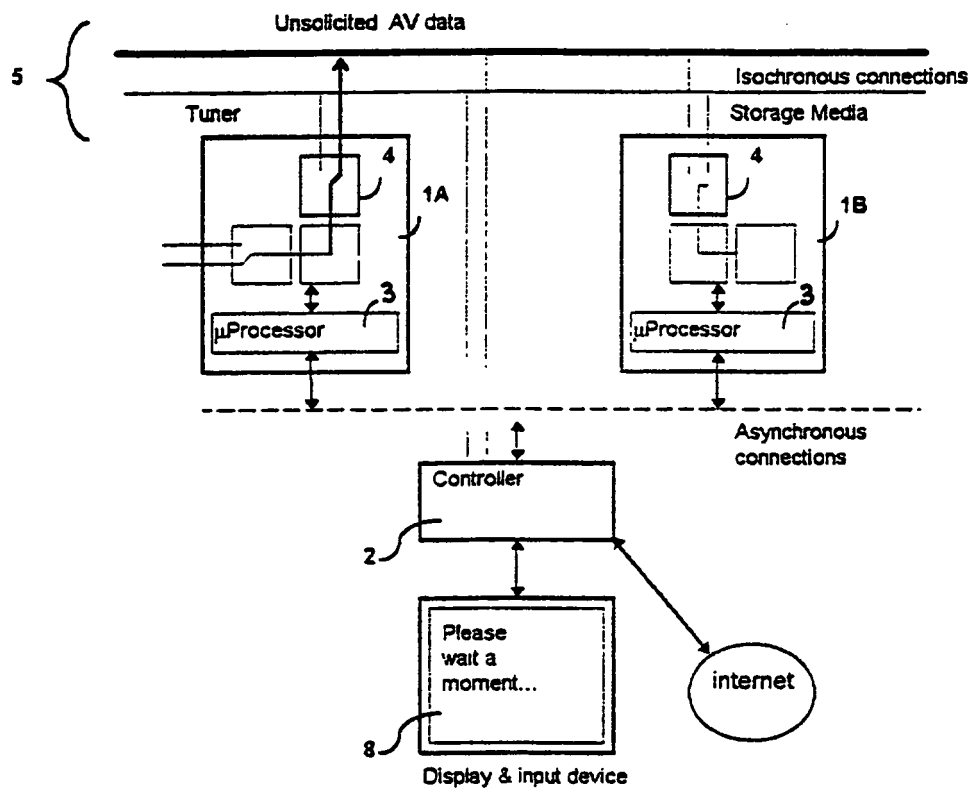 Unsolicited AV data
5
Isochronous connections
Tuner
Storage Media
4
4
1A
1B
3
3
µProcessor
µProcessor
Asynchronous
connections
Controller
2
Please
wait a
moment...
internet
8
Display & input device